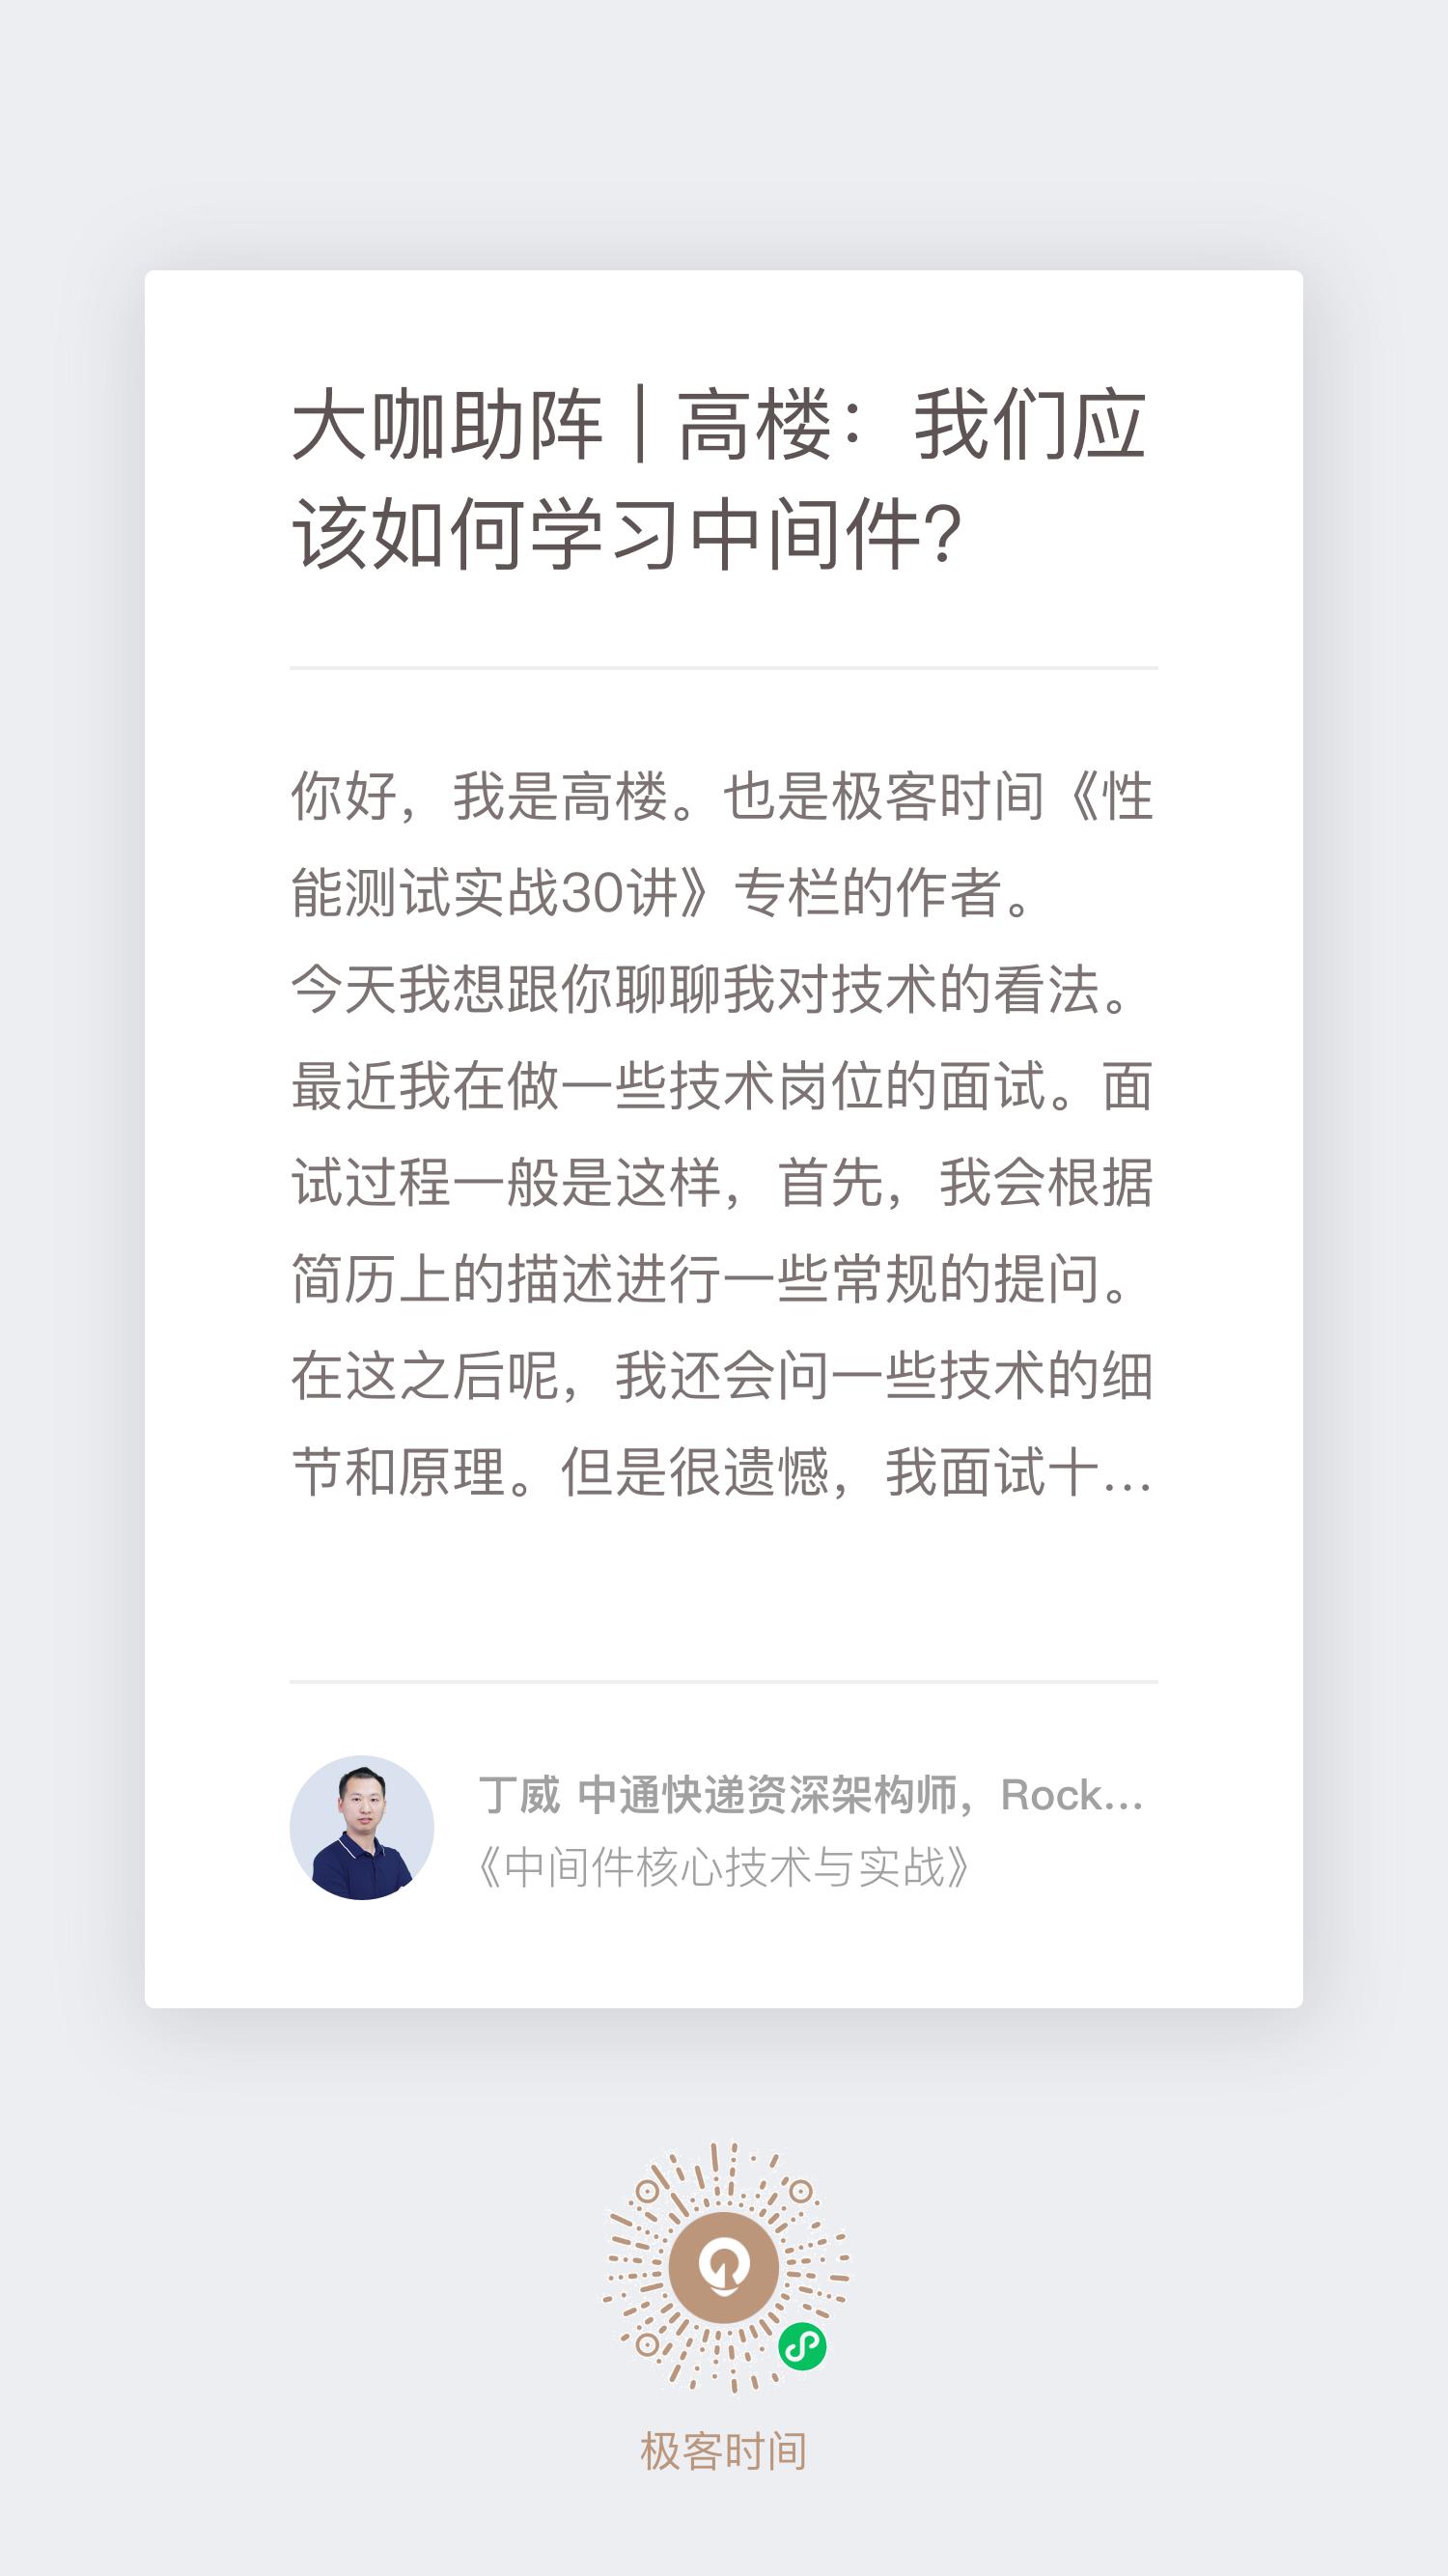 大咖助阵 | 高楼：我们应
该如何学习中间件?
你好，我是高楼。也是极客时间《性
能测试实战30讲》专栏的作者。
今天我想跟你聊聊我对技术的看法。
最近我在做一些技术岗位的面试。面
试过程一般是这样，首先，我会根据
简历上的描述进行一些常规的提问。
在这之后呢，我还会问一些技术的细
节和原理。但是很遗憾，我面试十...
丁威 中通快递资深架构师，Rock...
《中间件核心技术与实战》
极客时间